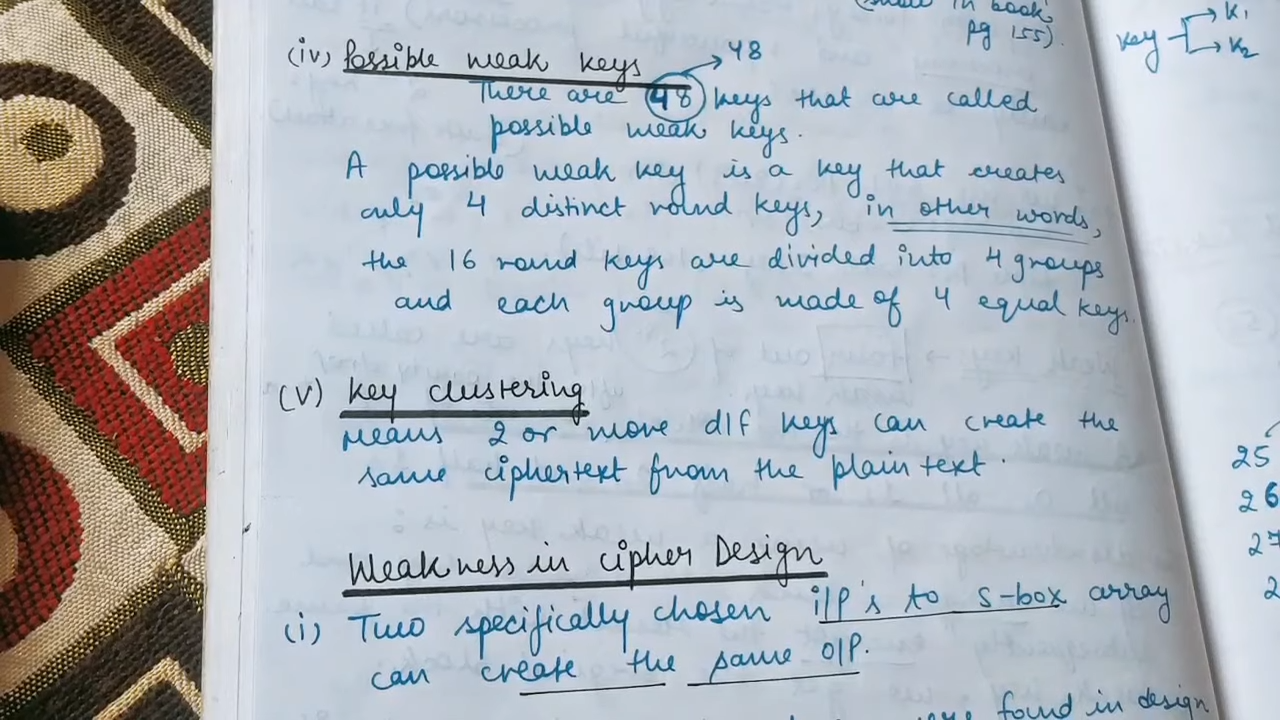 in book
pg 155).
key → K1
→ K2
(iv) Possible weak keys
→ 48
There are 48 keys that are called
possible weak keys.
A possible weak key is a key that creates
only 4 distinct round keys, in other words,
the 16 round keys are divided into 4 groups
and each group is made of 4 equal keys.
(v) Key clustering
Means 2 or more dIf keys can create the
same ciphertext from the plain text.
Weakness in Cipher Design
(i) Two specifically chosen i/P's to S-box array
can create the same O/P.
found in design
25
26
27
2